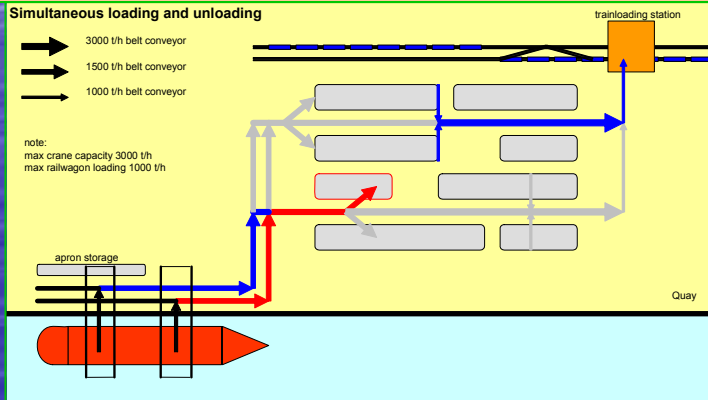 Simultaneous loading and unloading
trainloading station
3000 t/h belt conveyor
1500 t/h belt conveyor
1000 t/h belt conveyor
note:
max crane capacity 3000 t/h
max railwagon loading 1000 t/h
apron storage
Quay